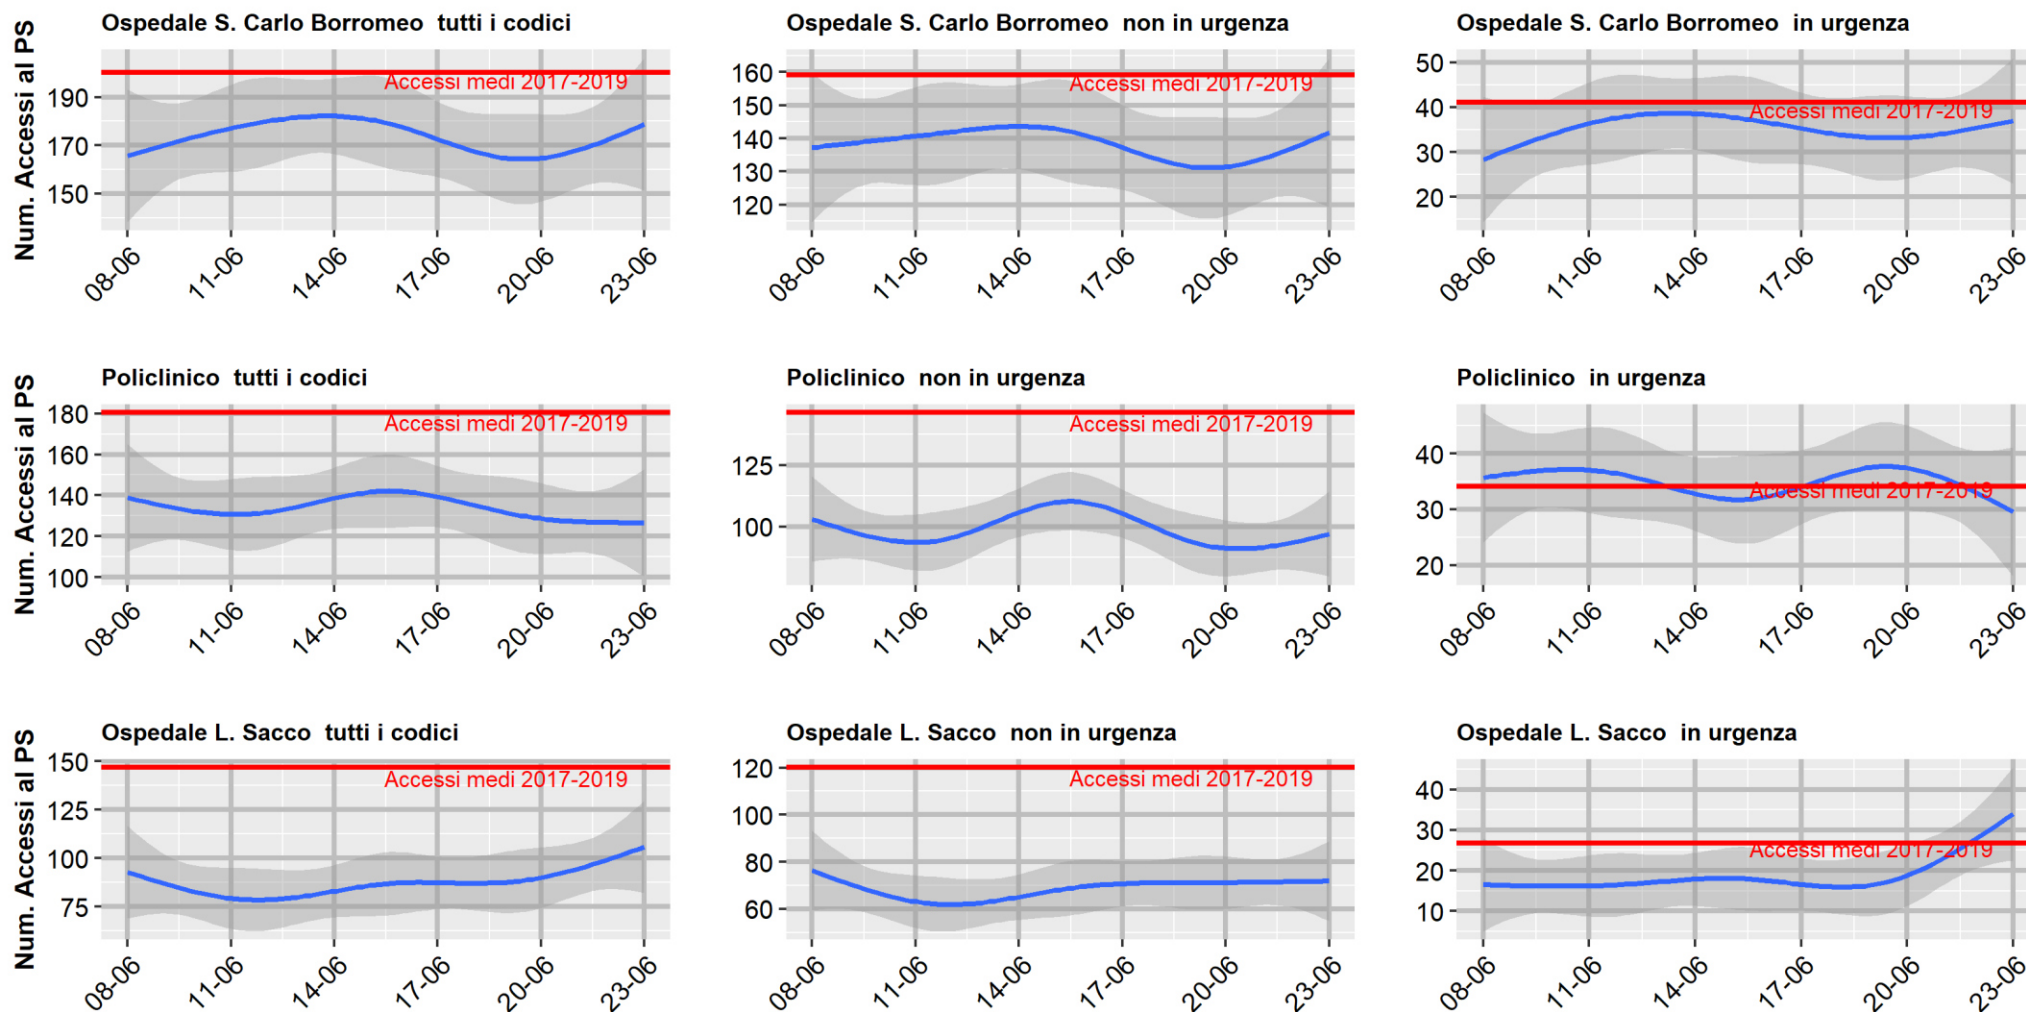 Ospedale S. Carlo Borromeo  tutti i codici
Ospedale S. Carlo Borromeo  non in urgenza
Ospedale S. Carlo Borromeo  in urgenza
Num. Accessi al PS
190
170
150
Accessi medi 2017-2019
08-06 11-06 14-06 17-06 20-06 23-06
160
150
140
130
120
Accessi medi 2017-2019
08-06 11-06 14-06 17-06 20-06 23-06
50
40
30
20
Accessi medi 2017-2019
08-06 11-06 14-06 17-06 20-06 23-06
Policlinico  tutti i codici
Policlinico  non in urgenza
Policlinico  in urgenza
Num. Accessi al PS
180
160
140
120
100
Accessi medi 2017-2019
08-06 11-06 14-06 17-06 20-06 23-06
125
100
Accessi medi 2017-2019
08-06 11-06 14-06 17-06 20-06 23-06
40
30
20
Accessi medi 2017-2019
08-06 11-06 14-06 17-06 20-06 23-06
Ospedale L. Sacco  tutti i codici
Ospedale L. Sacco  non in urgenza
Ospedale L. Sacco  in urgenza
Num. Accessi al PS
150
125
100
75
Accessi medi 2017-2019
08-06 11-06 14-06 17-06 20-06 23-06
120
100
80
60
Accessi medi 2017-2019
08-06 11-06 14-06 17-06 20-06 23-06
40
30
20
10
Accessi medi 2017-2019
08-06 11-06 14-06 17-06 20-06 23-06